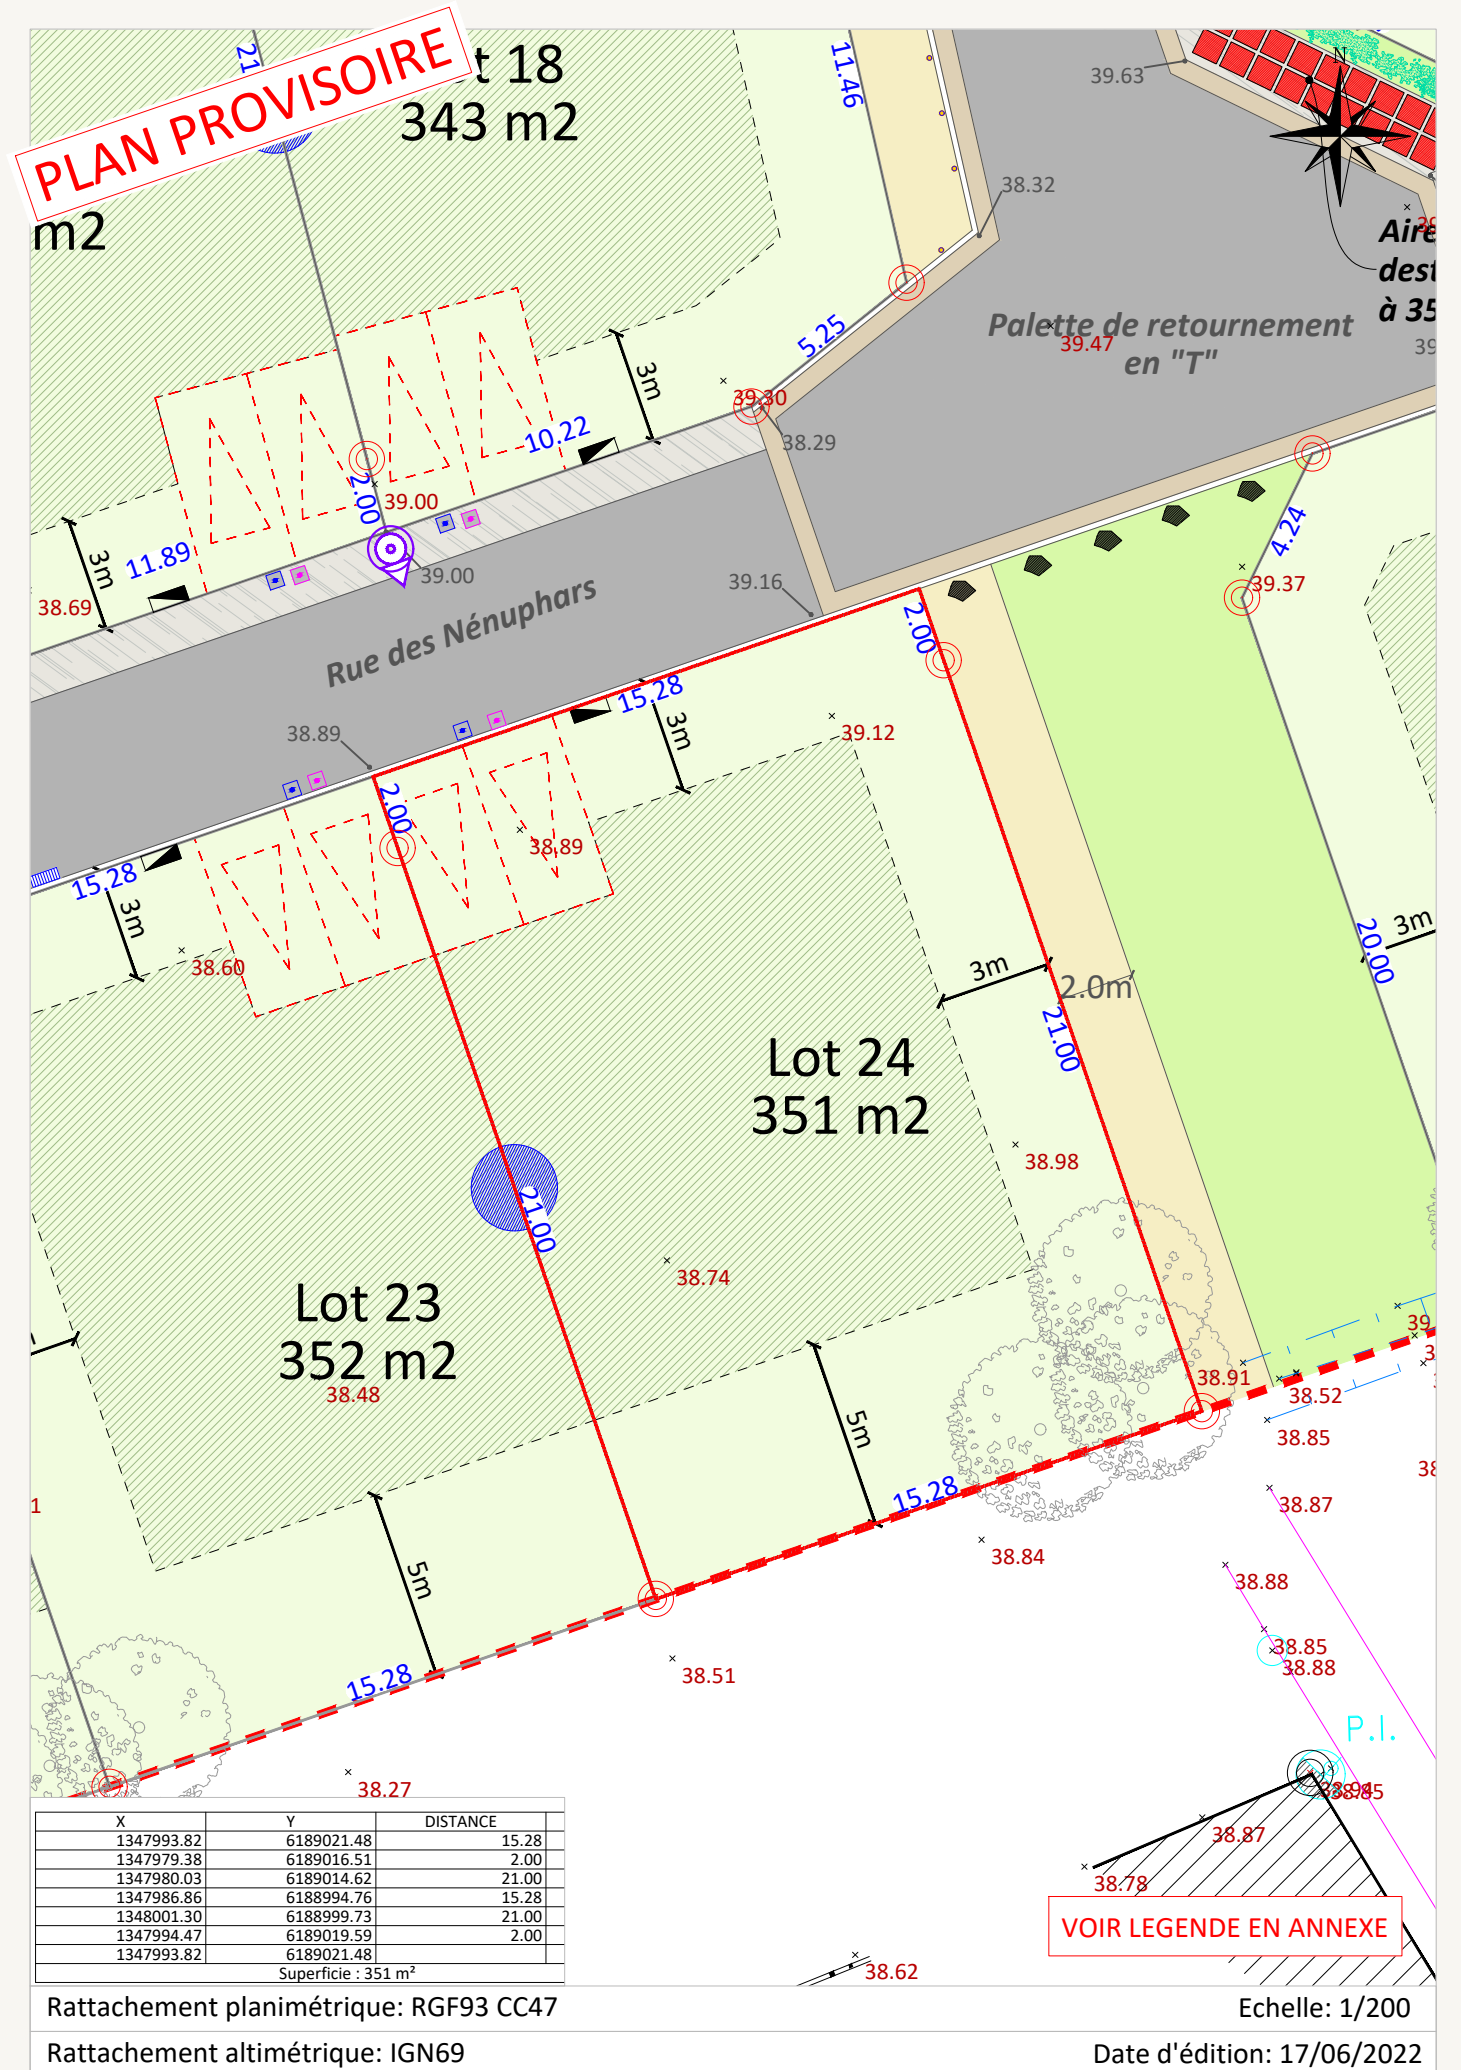 PLAN PROVISOIRE
t 18
343 m2
m2
21
11.46
39.63
N
38.32
Aire
dest
à 35
Palette de retournement
en "T"
39.47
5.25
3m
39.30
38.29
10.22
2.00
39.00
39.00
3m
11.89
38.69
Rue des Nénuphars
39.16
4.24
39.37
2.00
15.28
3m
38.89
39.12
2.00
38.89
15.28
3m
38.60
3m
2.0m
21.00
20.00
3m
Lot 24
351 m2
38.98
21.00
38.74
Lot 23
352 m2
38.48
5m
5m
15.28
15.28
38.91
38.52
38.85
38.87
38.84
38.88
38.85
38.88
38.51
38.27
P.I.
38.85
38.87
38.78
38.62
X Y DISTANCE
1347993.82 6189021.48 15.28
1347979.38 6189016.51 2.00
1347980.03 6189014.62 21.00
1347986.86 6188994.76 15.28
1348001.30 6188999.73 21.00
1347994.47 6189019.59 2.00
1347993.82 6189021.48
Superficie : 351 m²
VOIR LEGENDE EN ANNEXE
Rattachement planimétrique: RGF93 CC47
Echelle: 1/200
Rattachement altimétrique: IGN69
Date d'édition: 17/06/2022